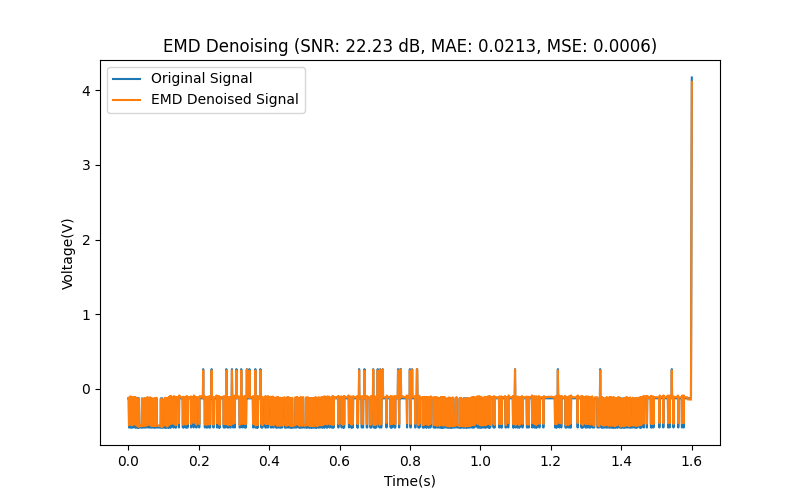 EMD Denoising (SNR: 22.23 dB, MAE: 0.0213, MSE: 0.0006)
Original Signal
EMD Denoised Signal
4
3
2
1
0
Voltage(V)
0.0 0.2 0.4 0.6 0.8 1.0 1.2 1.4 1.6
Time(s)